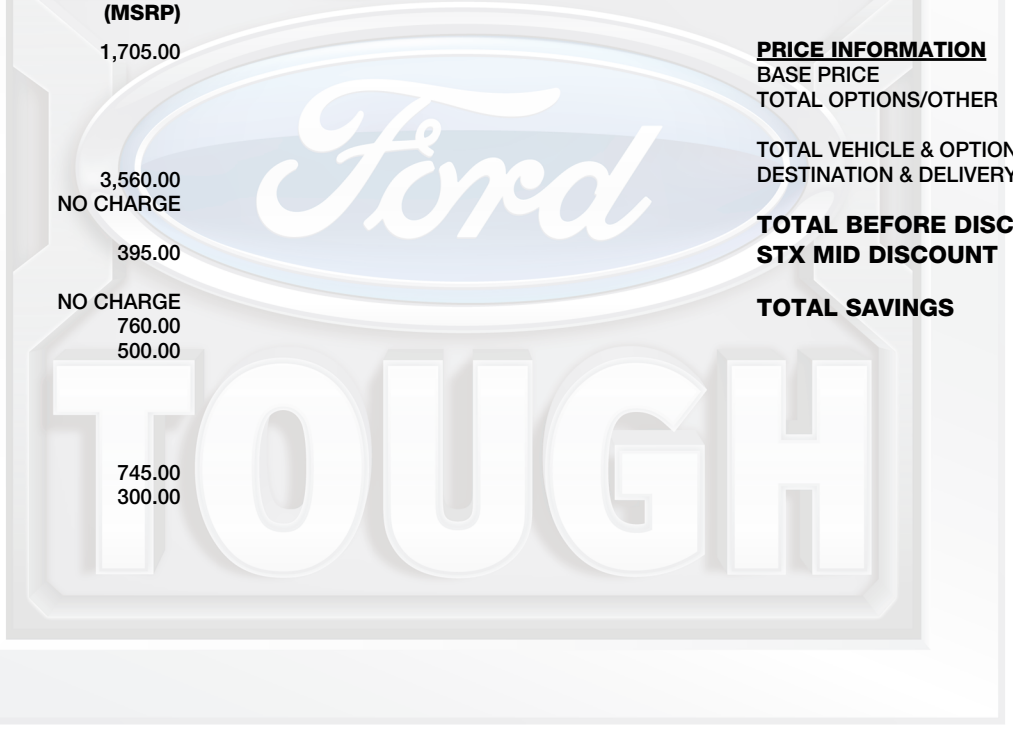 (MSRP)
1,705.00
3,560.00
NO CHARGE
395.00
NO CHARGE
760.00
500.00
745.00
300.00
PRICE INFORMATION
BASE PRICE
TOTAL OPTIONS/OTHER
TOTAL VEHICLE & OPTION
DESTINATION & DELIVERY
TOTAL BEFORE DISC
STX MID DISCOUNT
TOTAL SAVINGS
Ford
TOUGH